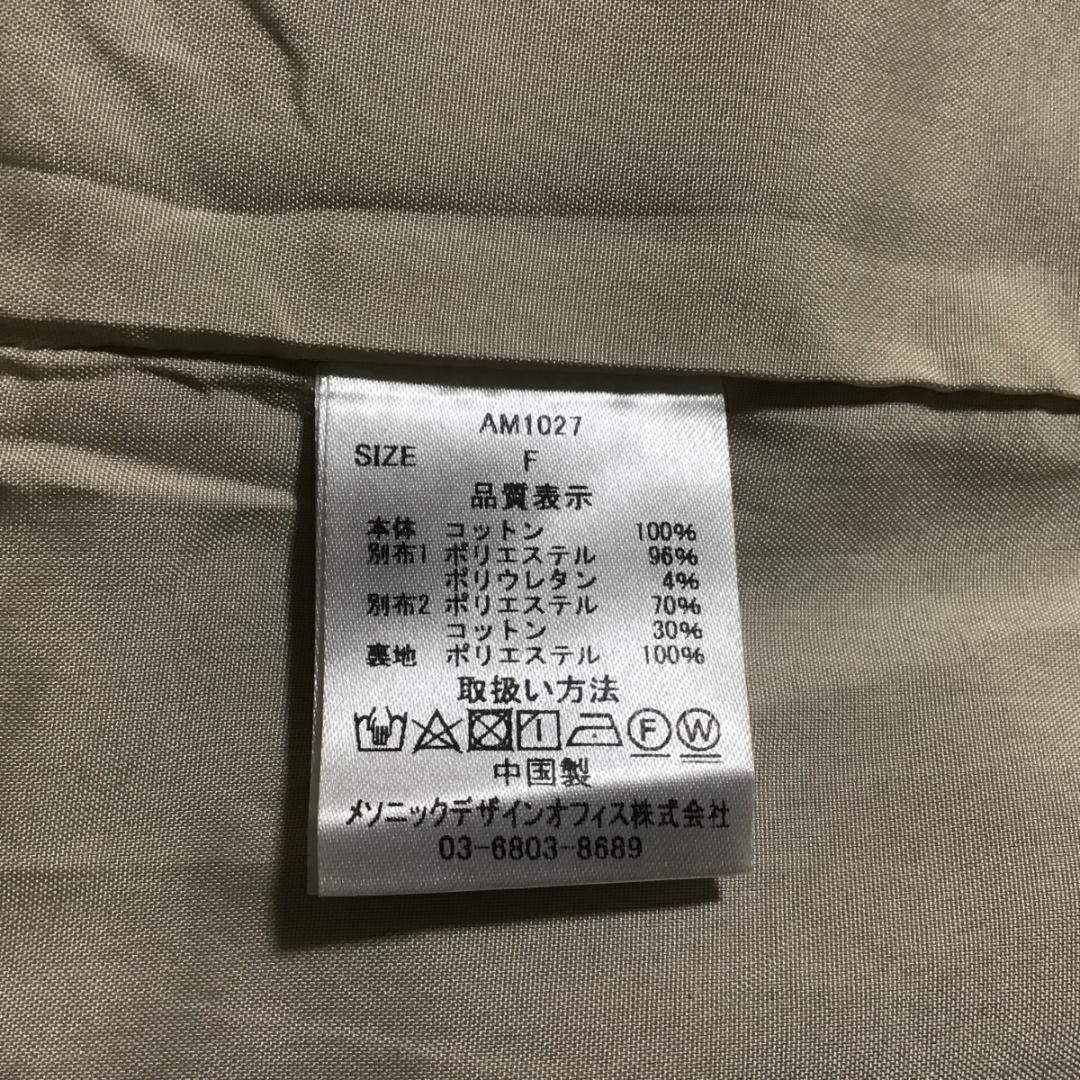 AM1027
SIZE F
品質表示
本体 コットン 100%
別布1 ポリエステル 96%
ポリウレタン 4%
別布2 ポリエステル 70%
コットン 30%
裏地 ポリエステル 100%
取扱い方法
F W
中国製
メソニックデザインオフィス株式会社
03-6803-8689